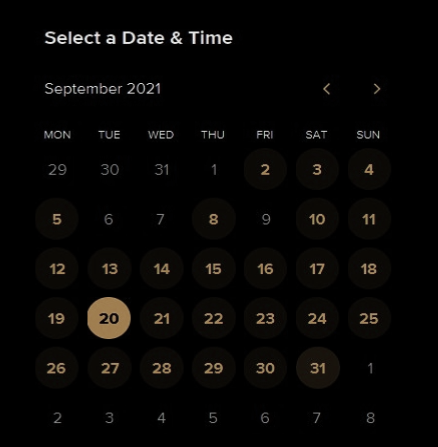 Select a Date & Time
September 2021
MON TUE WED THU FRI SAT SUN
29 30 31 1 2 3 4
5 6 7 8 9 10 11
12 13 14 15 16 17 18
19 20 21 22 23 24 25
26 27 28 29 30 31 1
2 3 4 5 6 7 8